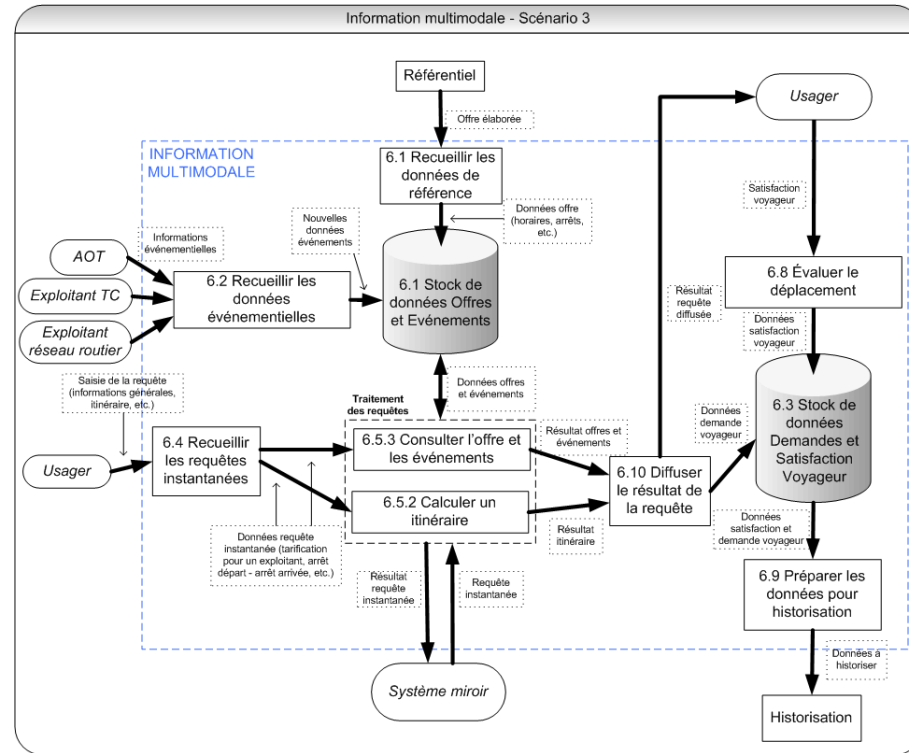 Information multimodale - Scénario 3
Référentiel
Usager
Offre élaborée
INFORMATION
MULTIMODALE
6.1 Recueillir les
données de
référence
Satisfaction
voyageur
Données offre
(horaires, arrêts,
etc.)
Nouvelles
données
événements
Informations
événementielles
AOT
Exploitant TC
Exploitant
réseau routier
6.2 Recueillir les
données
événementielles
6.1 Stock de
données Offres
et Evénements
6.8 Évaluer le
déplacement
Résultat
requête
diffusée
Données
satisfaction
voyageur
Saisie de la requête
(informations générales,
itinéraire, etc.)
Données offres
et événements
Traitement
des requêtes
6.3 Stock de
données
Demandes et
Satisfaction
Voyageur
Données
demande
voyageur
Usager
6.4 Recueillir
les requêtes
instantanées
6.5.3 Consulter l'offre et
les événements
Résultat offres et
événements
6.10 Diffuser
le résultat de
la requête
6.5.2 Calculer un
itinéraire
Résultat
itinéraire
Données requête
instantanée (tarification
pour un exploitant, arrêt
départ - arrêt arrivée, etc.)
Données
satisfaction et
demande voyageur
Résultat
requête
instantanée
Requête
instantanée
6.9 Préparer les
données pour
historisation
Données à
historiser
Système miroir
Historisation